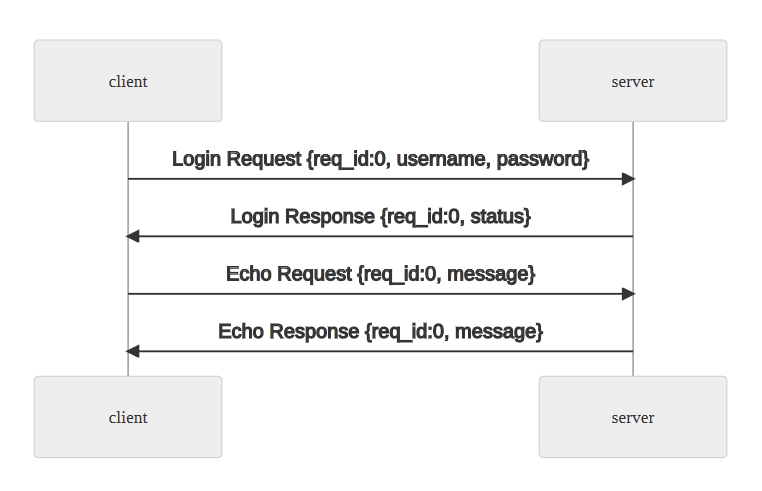 client
server
Login Request {req_id:0, username, password}
Login Response {req_id:0, status}
Echo Request {req_id:0, message}
Echo Response {req_id:0, message}
client
server